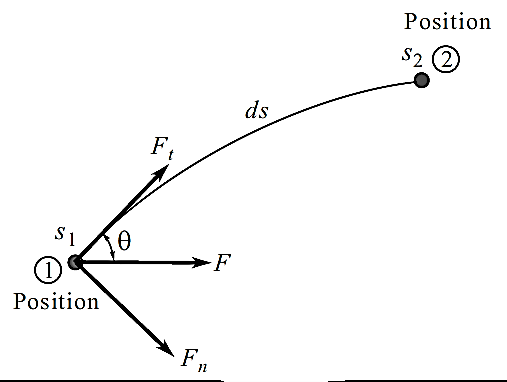 Position
s₂ ②
ds
Fₜ
s₁
θ
① F
Position
Fₙ